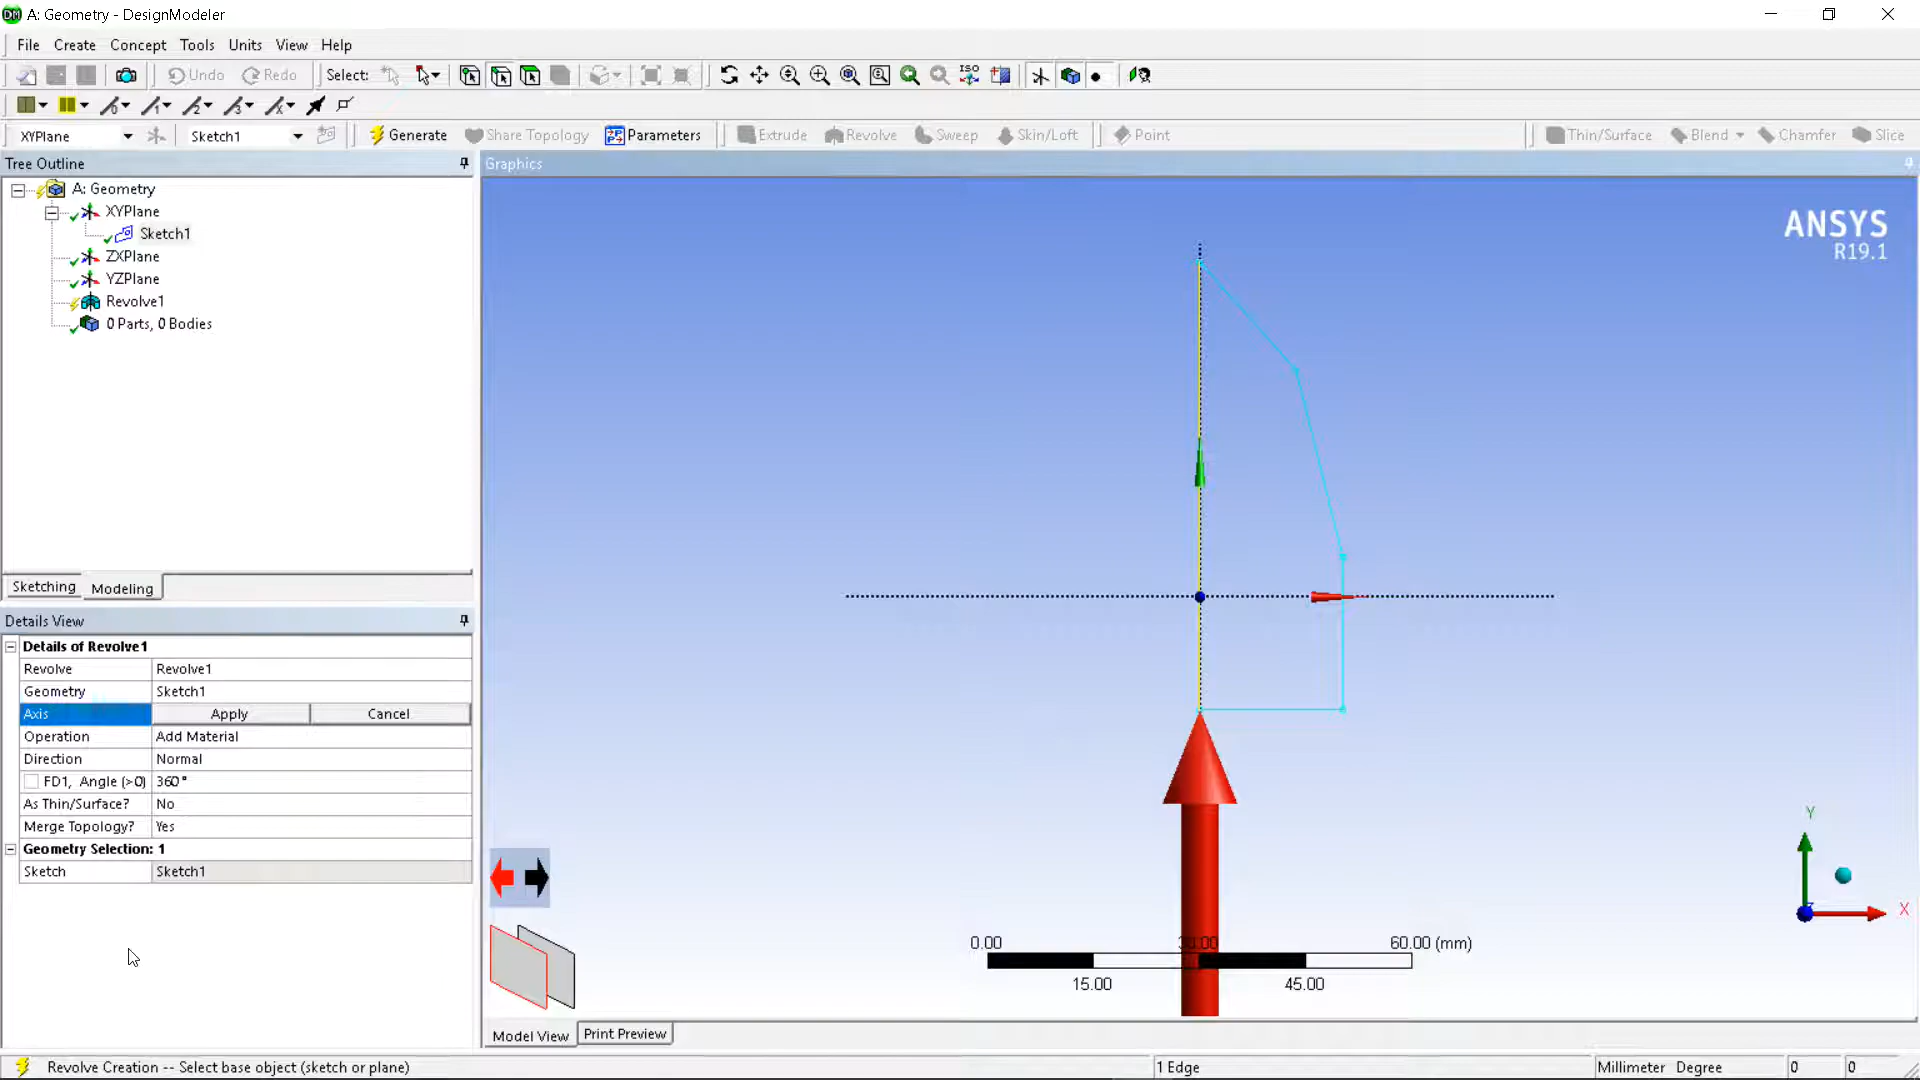 A: Geometry - DesignModeler
File Create Concept Tools Units View Help
Undo Redo Select: ISO
XYPlane Sketch1 Generate Share Topology Parameters Extrude Revolve Sweep Skin/Loft Point Thin/Surface Blend Chamfer Slice
Tree Outline
Graphics
A: Geometry
XYPlane
Sketch1
ZXPlane
YZPlane
Revolve1
0 Parts, 0 Bodies
ANSYS
R19.1
Sketching Modeling
Details View
Details of Revolve1
Revolve Revolve1
Geometry Sketch1
Axis Apply Cancel
Operation Add Material
Direction Normal
FD1, Angle (>0) 360°
As Thin/Surface? No
Merge Topology? Yes
Geometry Selection: 1
Sketch Sketch1
Y
X
0.00 30.00 60.00 (mm)
15.00 45.00
Model View Print Preview
Revolve Creation -- Select base object (sketch or plane) 1 Edge Millimeter Degree 0 0